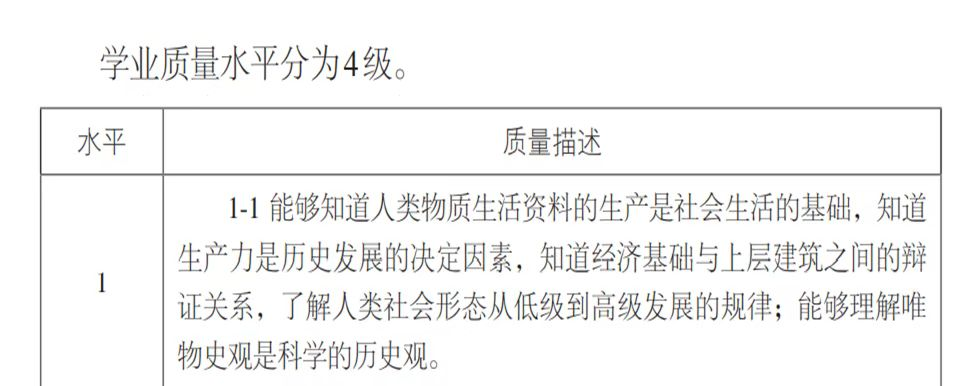 学业质量水平分为4级。
水平
质量描述
1
1-1 能够知道人类物质生活资料的生产是社会生活的基础，知道
生产力是历史发展的决定因素，知道经济基础与上层建筑之间的辩
证关系，了解人类社会形态从低级到高级发展的规律；能够理解唯
物史观是科学的历史观。